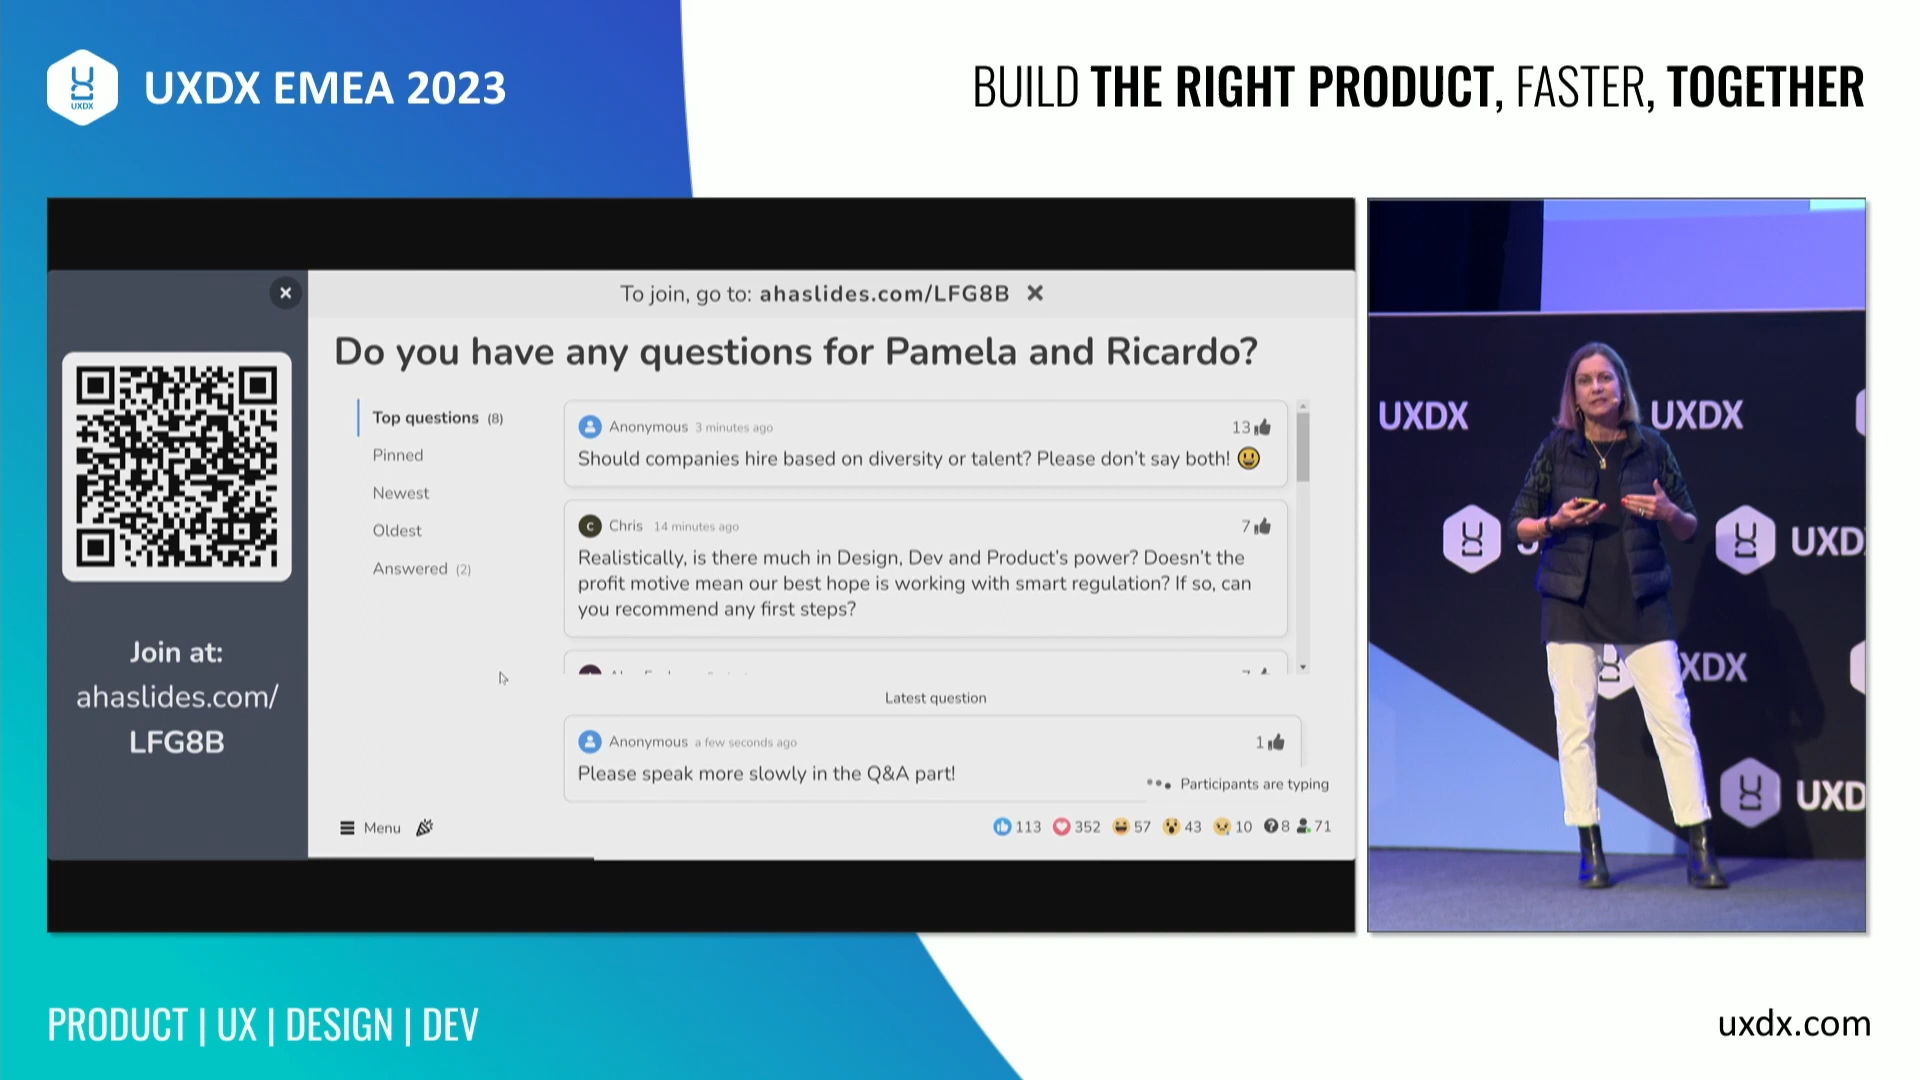 UXDX
UXDX EMEA 2023
BUILD THE RIGHT PRODUCT, FASTER, TOGETHER
To join, go to: ahaslides.com/LFG8B
Do you have any questions for Pamela and Ricardo?
Join at:
ahaslides.com/
LFG8B
Top questions (8)
Pinned
Newest
Oldest
Answered (2)
Anonymous 3 minutes ago
13
Should companies hire based on diversity or talent? Please don't say both!
C Chris 14 minutes ago
7
Realistically, is there much in Design, Dev and Product's power? Doesn't the
profit motive mean our best hope is working with smart regulation? If so, can
you recommend any first steps?
Latest question
Anonymous a few seconds ago
1
Please speak more slowly in the Q&A part!
Participants are typing
Menu
113 352 57 43 10 8 71
UXDX
UXDX
UXD
XDX
UXD
PRODUCT | UX | DESIGN | DEV
uxdx.com